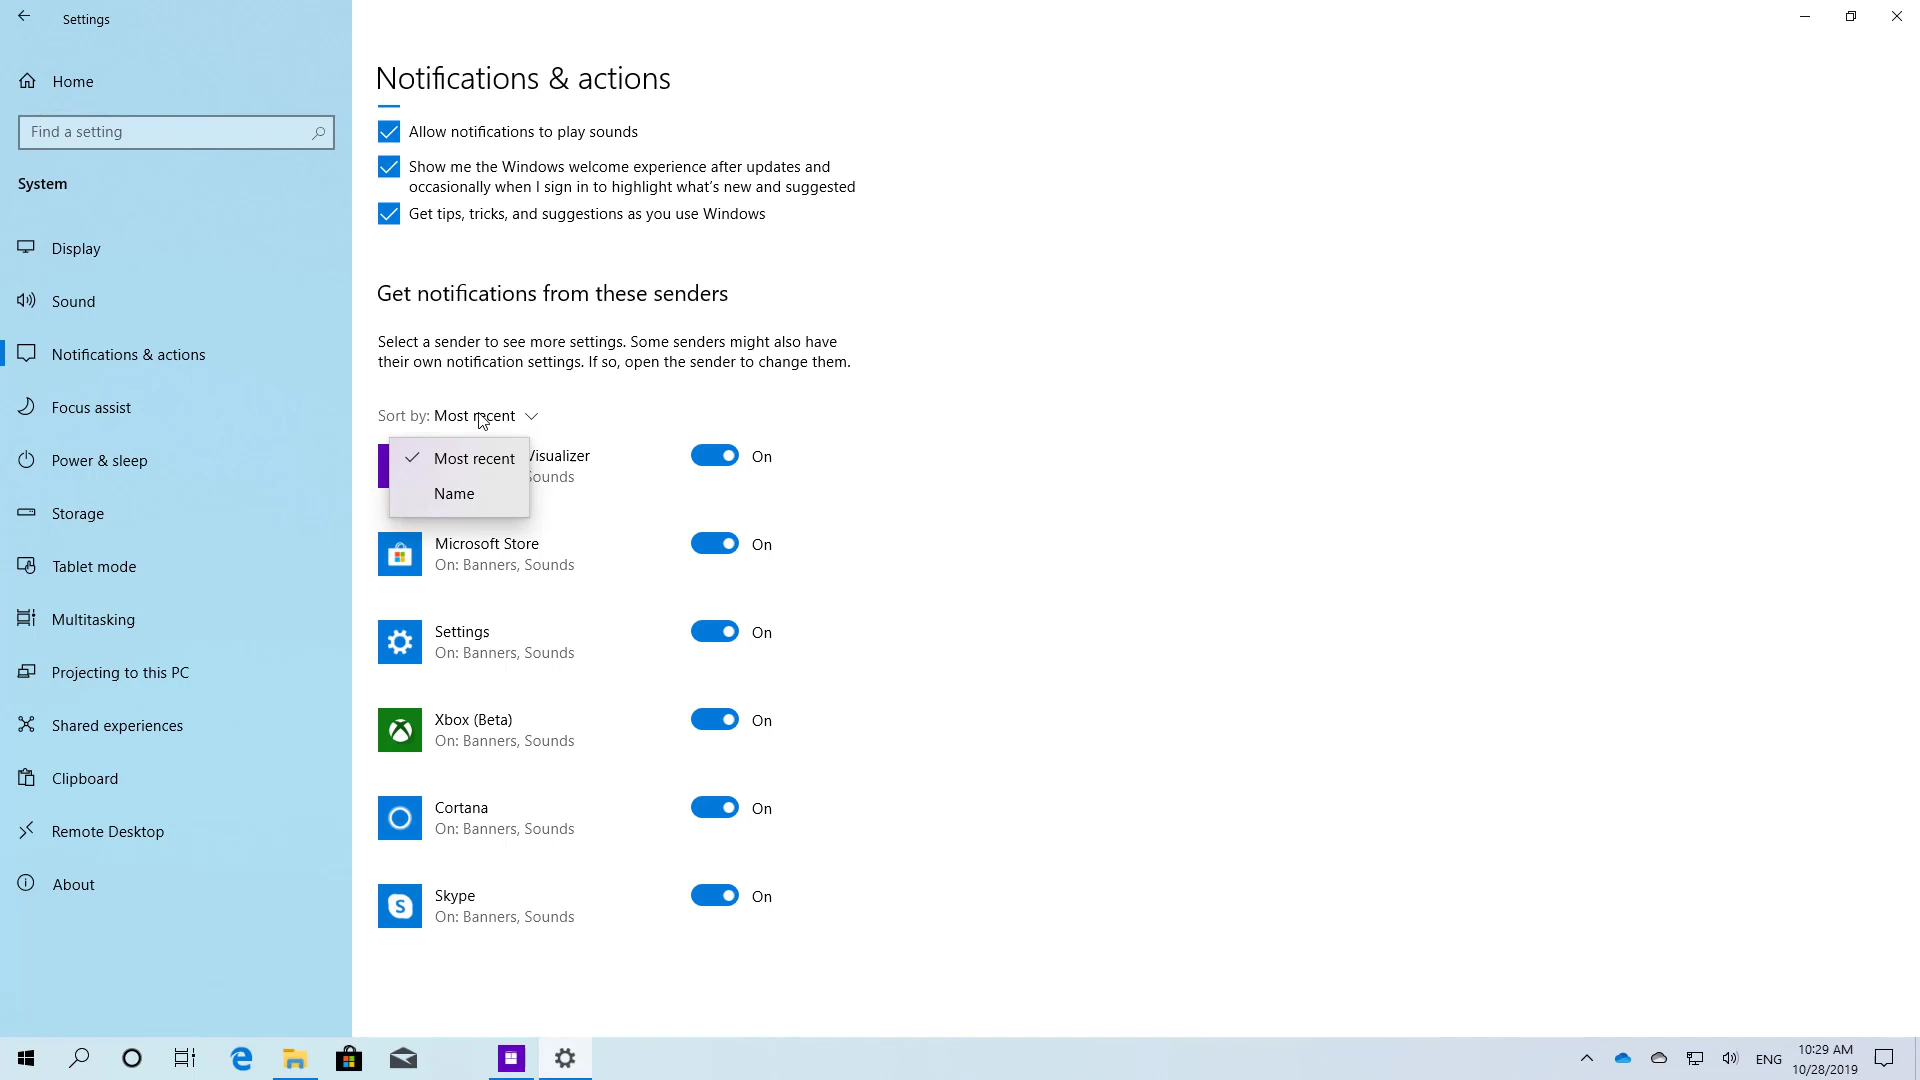 Settings
Home
Find a setting
System
Display
Sound
Notifications & actions
Focus assist
Power & sleep
Storage
Tablet mode
Multitasking
Projecting to this PC
Shared experiences
Clipboard
Remote Desktop
About
Notifications & actions
Allow notifications to play sounds
Show me the Windows welcome experience after updates and
occasionally when I sign in to highlight what's new and suggested
Get tips, tricks, and suggestions as you use Windows
Get notifications from these senders
Select a sender to see more settings. Some senders might also have
their own notification settings. If so, open the sender to change them.
Sort by: Most recent
Most recent
Name
Visualizer
Sounds
On
Microsoft Store
On: Banners, Sounds
On
Settings
On: Banners, Sounds
On
Xbox (Beta)
On: Banners, Sounds
On
Cortana
On: Banners, Sounds
On
Skype
On: Banners, Sounds
On
ENG
10:29 AM
10/28/2019